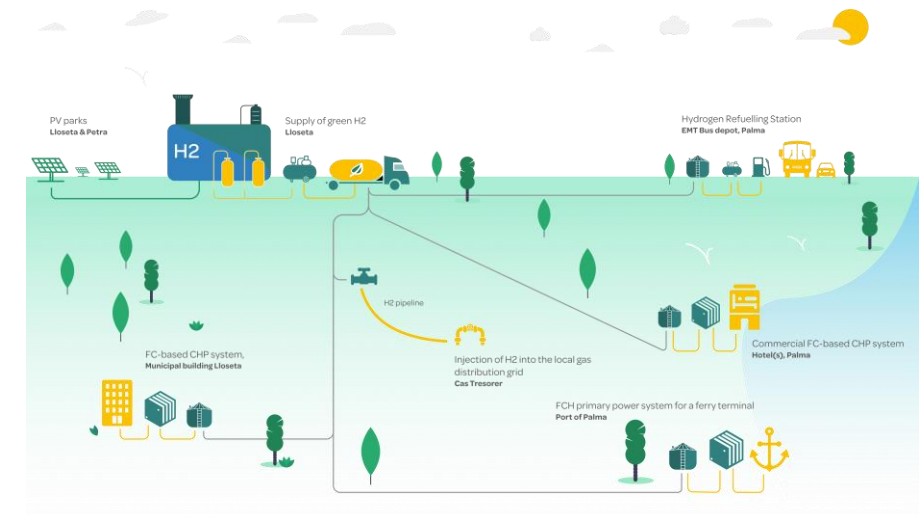 PV parks
Lloseta & Petra
H2
Supply of green H2
Lloseta
Hydrogen Refuelling Station
EMT Bus depot, Palma
H2 pipeline
Injection of H2 into the local gas
distribution grid
Cas Tresorer
Commercial FC-based CHP system
Hotel(s), Palma
FC-based CHP system,
Municipal building Lloseta
FCH primary power system for a ferry terminal
Port of Palma